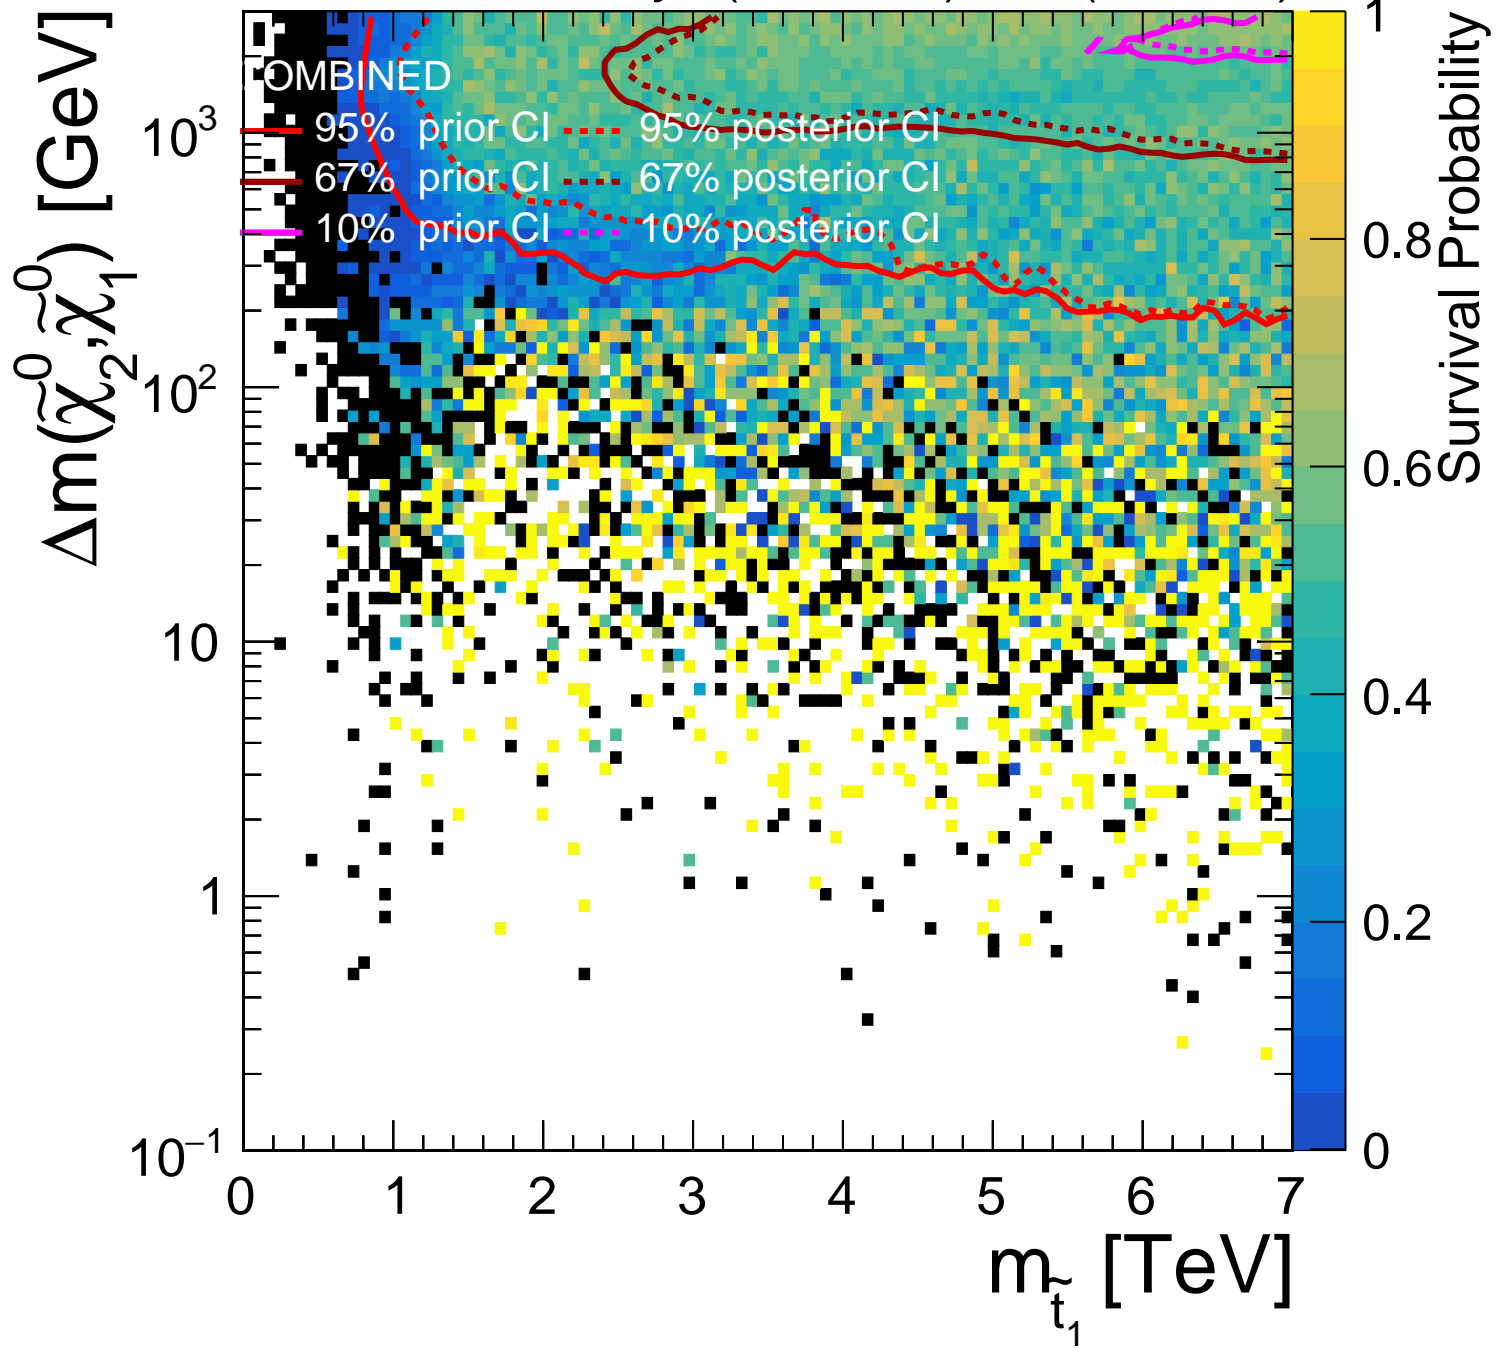 COMBINED
95% prior CI 95% posterior CI
67% prior CI 67% posterior CI
10% prior CI 10% posterior CI
Δm(χ̃⁰₂,χ̃⁰₁) [GeV]
10³
10²
10
1
10⁻¹
0 1 2 3 4 5 6 7
m_t̃₁ [TeV]
1
0.8
0.6
0.4
0.2
0
Survival Probability